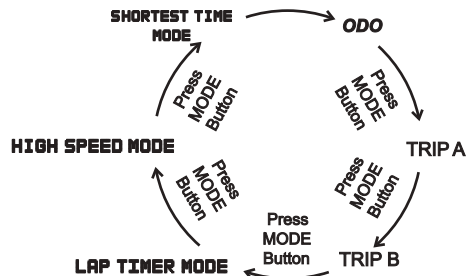 SHORTEST TIME
MODE
ODO
Press
MODE
Button
Press
MODE
Button
HIGH SPEED MODE
TRIP A
Press
MODE
Button
Press
MODE
Button
Press
MODE
Button
LAP TIMER MODE
TRIP B